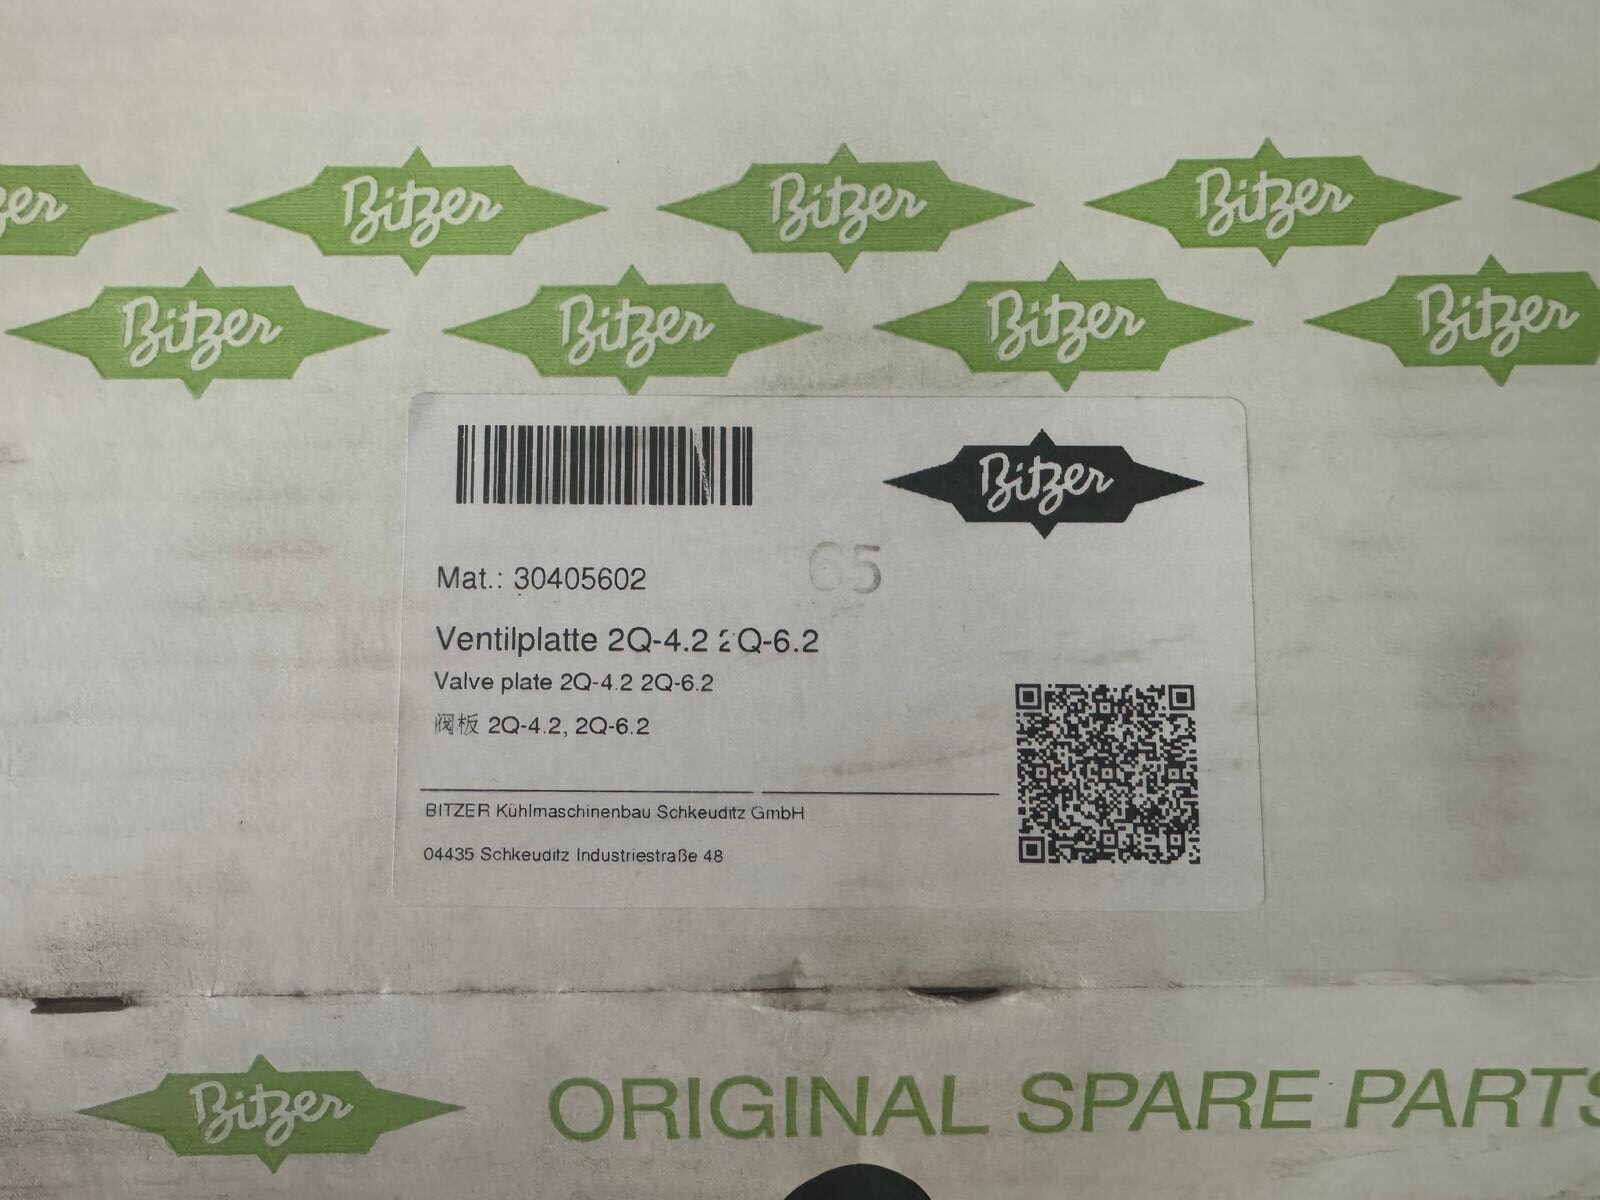 Bitzer Bitzer Bitzer Bitzer
Bitzer Bitzer Bitzer Bitzer
Bitzer
65
Mat.: 30405602
Ventilplatte 2Q-4.2 2Q-6.2
Valve plate 2Q-4.2 2Q-6.2
阀板 2Q-4.2, 2Q-6.2
BITZER Kühlmaschinenbau Schkeuditz GmbH
04435 Schkeuditz Industriestraße 48
Bitzer ORIGINAL SPARE PARTS